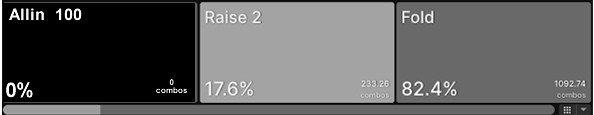 Allin 100
0%
0
combos
Raise 2
17.6%
233.26
combos
Fold
82.4%
1092.74
combos